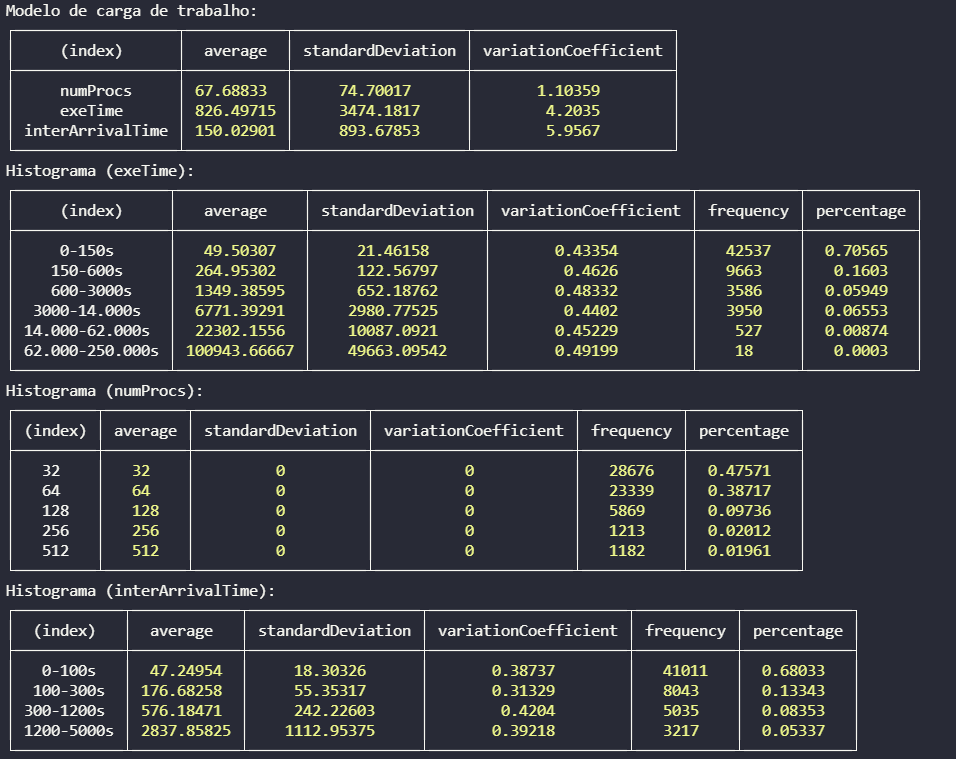 Modelo de carga de trabalho:
(index) average standardDeviation variationCoefficient
numProcs 67.68833 74.70017 1.10359
exeTime 826.49715 3474.1817 4.2035
interArrivalTime 150.02901 893.67853 5.9567
Histograma (exeTime):
(index) average standardDeviation variationCoefficient frequency percentage
0-150s 49.50307 21.46158 0.43354 42537 0.70565
150-600s 264.95302 122.56797 0.4626 9663 0.1603
600-3000s 1349.38595 652.18762 0.48332 3586 0.05949
3000-14.000s 6771.39291 2980.77525 0.4402 3950 0.06553
14.000-62.000s 22302.1556 10087.0921 0.45229 527 0.00874
62.000-250.000s 100943.66667 49663.09542 0.49199 18 0.0003
Histograma (numProcs):
(index) average standardDeviation variationCoefficient frequency percentage
32 32 0 0 28676 0.47571
64 64 0 0 23339 0.38717
128 128 0 0 5869 0.09736
256 256 0 0 1213 0.02012
512 512 0 0 1182 0.01961
Histograma (interArrivalTime):
(index) average standardDeviation variationCoefficient frequency percentage
0-100s 47.24954 18.30326 0.38737 41011 0.68033
100-300s 176.68258 55.35317 0.31329 8043 0.13343
300-1200s 576.18471 242.22603 0.4204 5035 0.08353
1200-5000s 2837.85825 1112.95375 0.39218 3217 0.05337